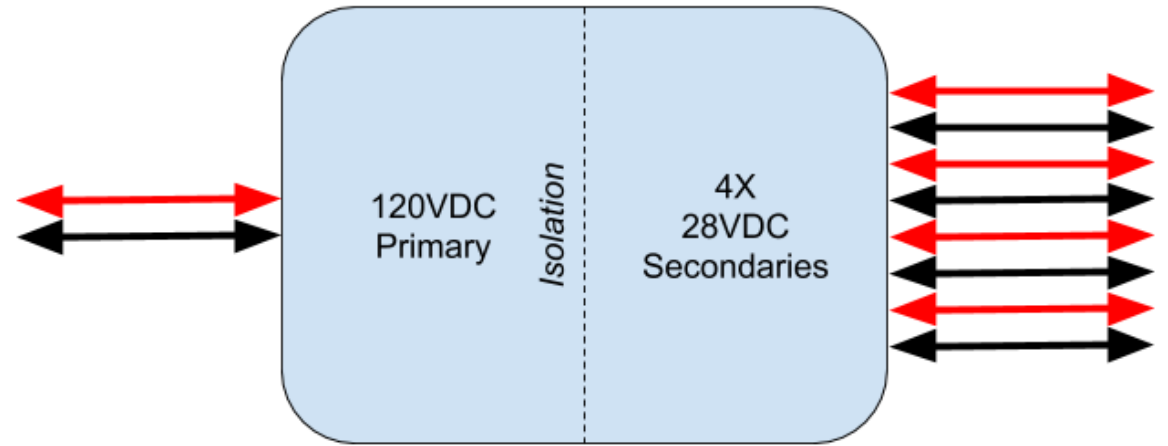 120VDC
Primary
Isolation
4X
28VDC
Secondaries